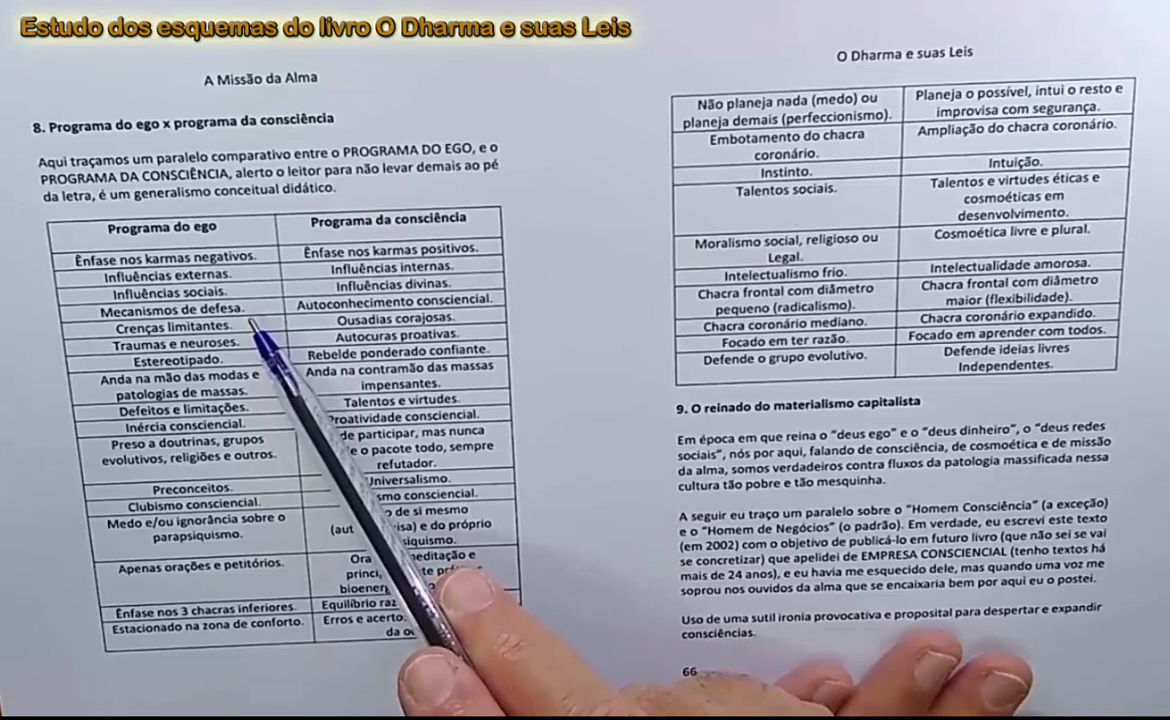 Estudo dos esquemas do livro O Dharma e suas Leis
A Missão da Alma
8. Programa do ego x programa da consciência
Aqui traçamos um paralelo comparativo entre o PROGRAMA DO EGO, e o
PROGRAMA DA CONSCIÊNCIA, alerto o leitor para não levar demais ao pé
da letra, é um generalismo conceitual didático.
Programa do ego
Programa da consciência
Ênfase nos karmas negativos.
Ênfase nos karmas positivos.
Influências externas.
Influências internas.
Influências sociais.
Influências divinas.
Mecanismos de defesa.
Autoconhecimento consciencial.
Crenças limitantes.
Ousadias corajosas.
Traumas e neuroses.
Autocuras proativas.
Estereotipado.
Rebelde ponderado confiante.
Anda na mão das modas e
patologias de massas.
Anda na contramão das massas
impensantes.
Defeitos e limitações.
Talentos e virtudes.
Inércia consciencial.
Proatividade consciencial.
Preso a doutrinas, grupos
evolutivos, religiões e outros.
de participar, mas nunca
e o pacote todo, sempre
refutador.
Preconceitos.
Universalismo.
Clubismo consciencial.
smo consciencial.
Medo e/ou ignorância sobre o
parapsiquismo.
o de si mesmo
(aut isa) e do próprio
siquismo.
Apenas orações e petitórios.
Ora meditação e
princi, te
bioener
Ênfase nos 3 chacras inferiores.
Equilíbrio raz
Estacionado na zona de conforto.
Erros e acerto
da
O Dharma e suas Leis
Não planeja nada (medo) ou
planeja demais (perfeccionismo).
Planeja o possível, intui o resto e
improvisa com segurança.
Embotamento do chacra
coronário.
Ampliação do chacra coronário.
Instinto.
Intuição.
Talentos sociais.
Talentos e virtudes éticas e
cosmoéticas em
desenvolvimento.
Moralismo social, religioso ou
Legal.
Cosmoética livre e plural.
Intelectualismo frio.
Intelectualidade amorosa.
Chacra frontal com diâmetro
pequeno (radicalismo).
Chacra frontal com diâmetro
maior (flexibilidade).
Chacra coronário mediano.
Chacra coronário expandido.
Focado em ter razão.
Focado em aprender com todos.
Defende o grupo evolutivo.
Defende ideias livres
Independentes.
9. O reinado do materialismo capitalista
Em época em que reina o "deus ego" e o "deus dinheiro", o "deus redes
sociais", nós por aqui, falando de consciência, de cosmoética e de missão
da alma, somos verdadeiros contra fluxos da patologia massificada nessa
cultura tão pobre e tão mesquinha.
A seguir eu traço um paralelo sobre o "Homem Consciência" (a exceção)
e o "Homem de Negócios" (o padrão). Em verdade, eu escrevi este texto
(em 2002) com o objetivo de publicá-lo em futuro livro (que não sei se vai
se concretizar) que apelidei de EMPRESA CONSCIENCIAL (tenho textos há
mais de 24 anos), e eu havia me esquecido dele, mas quando uma voz me
soprou nos ouvidos da alma que se encaixaria bem por aqui eu o postei.
Uso de uma sutil ironia provocativa e proposital para despertar e expandir
consciências.
66